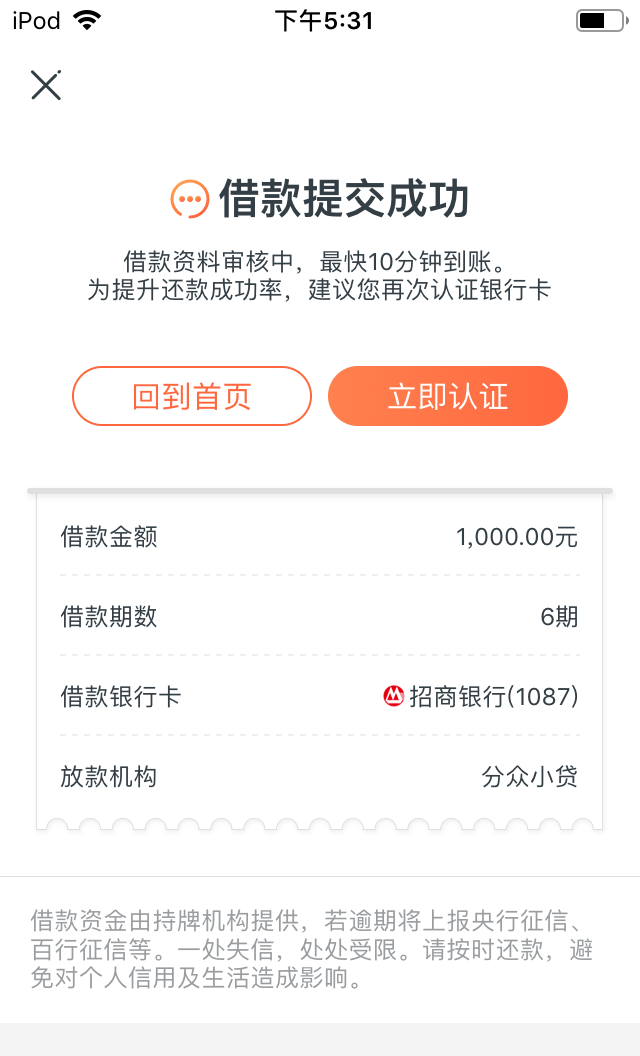 iPod 下午5:31
借款提交成功
借款资料审核中，最快10分钟到账。
为提升还款成功率，建议您再次认证银行卡
回到首页 立即认证
借款金额 1,000.00元
借款期数 6期
借款银行卡 招商银行(1087)
放款机构 分众小贷
借款资金由持牌机构提供，若逾期将上报央行征信、
百行征信等。一处失信，处处受限。请按时还款，避
免对个人信用及生活造成影响。